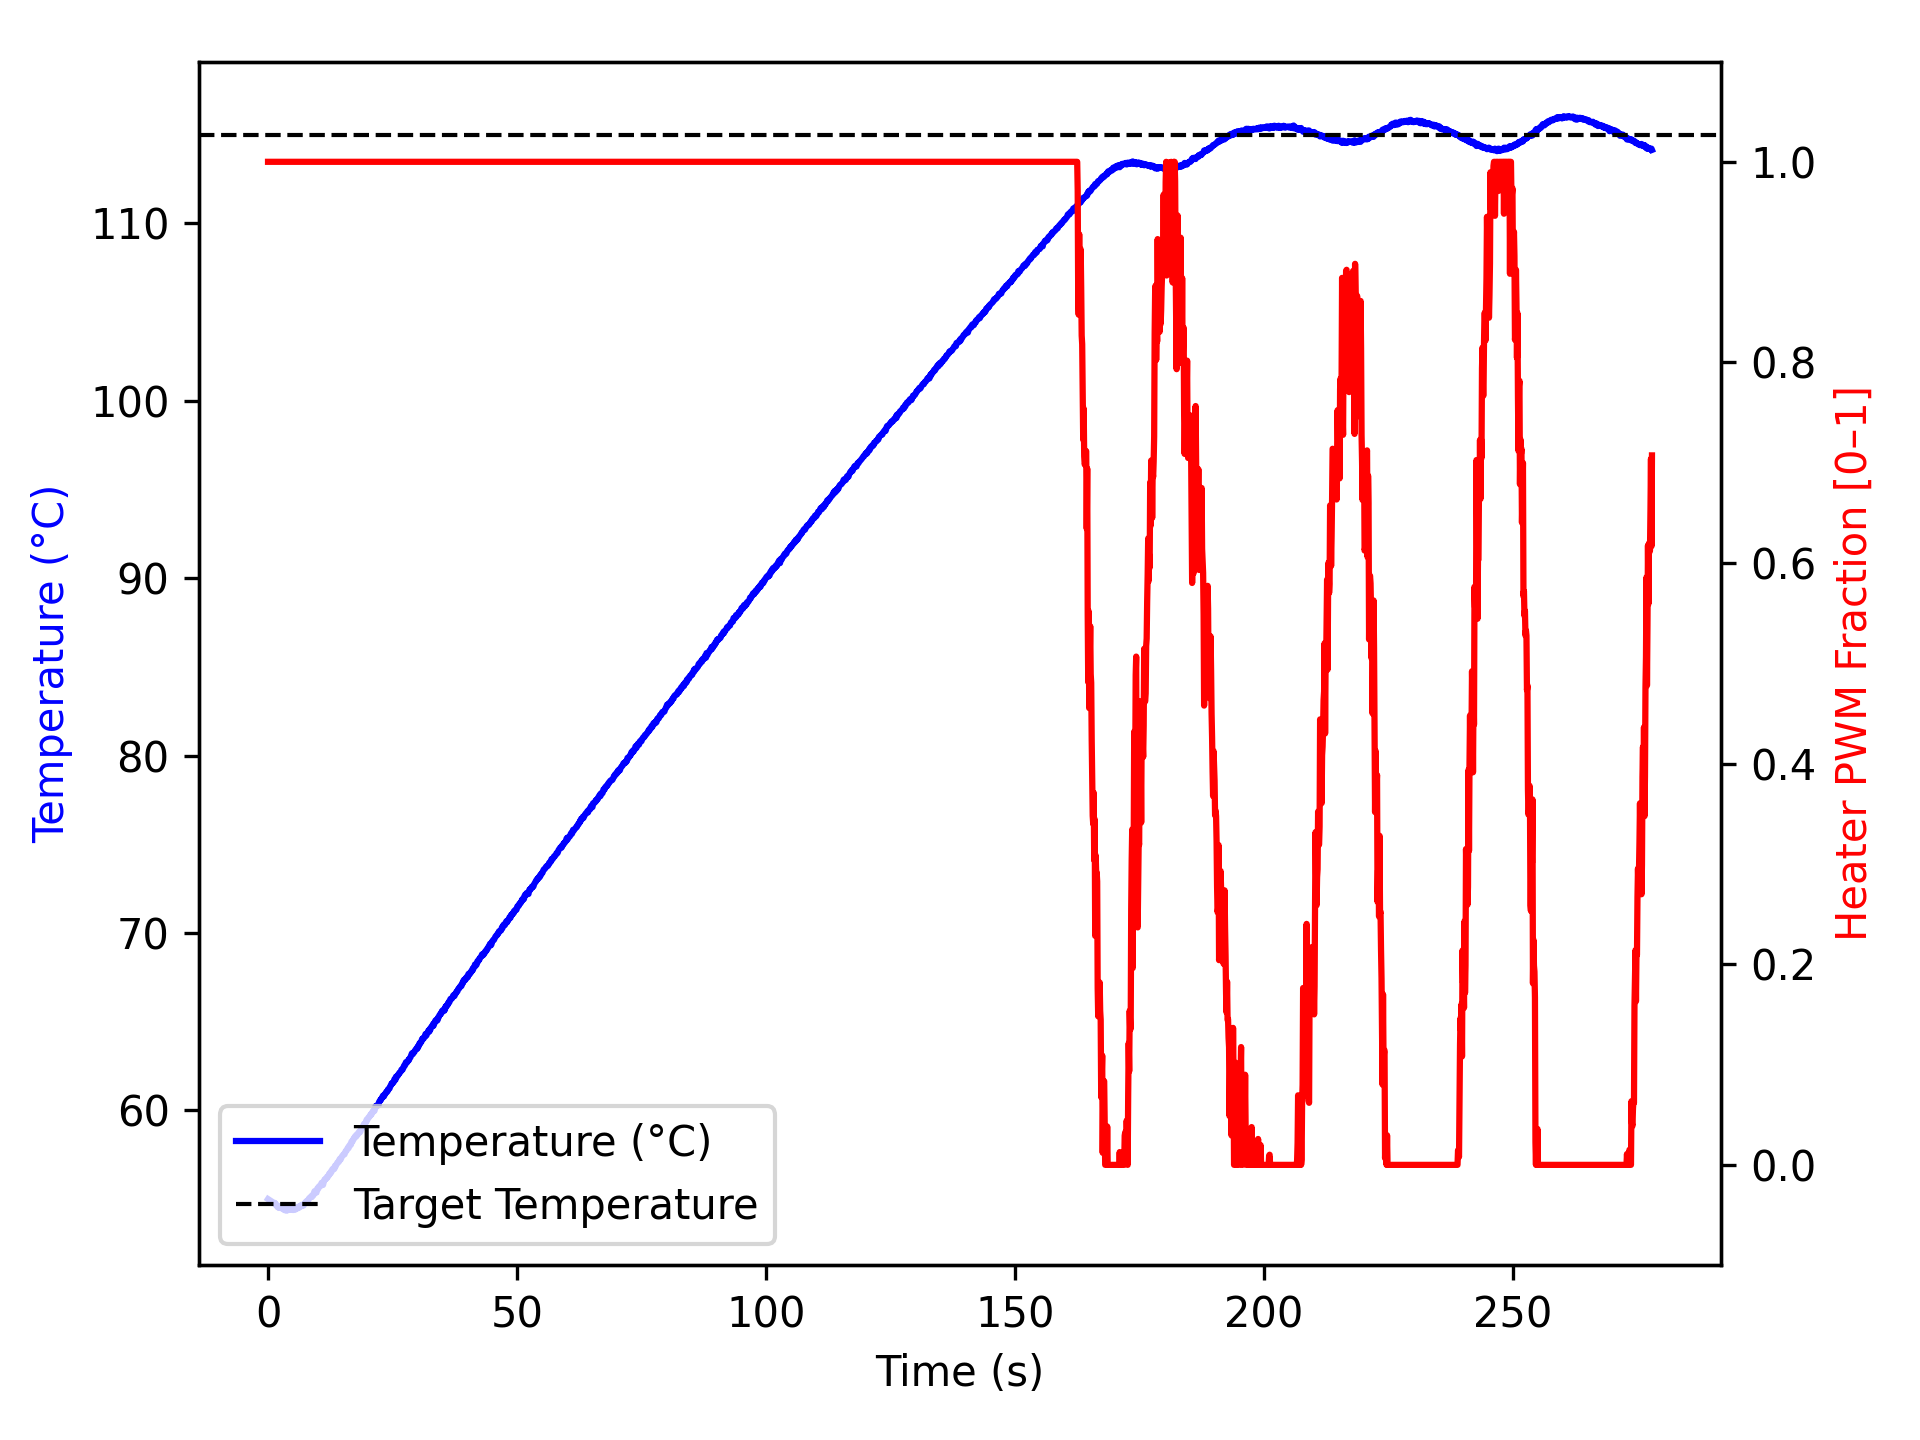 110
100
90
80
70
60
Temperature (°C)
1.0
0.8
0.6
0.4
0.2
0.0
Heater PWM Fraction [0–1]
Temperature (°C)
Target Temperature
0 50 100 150 200 250
Time (s)